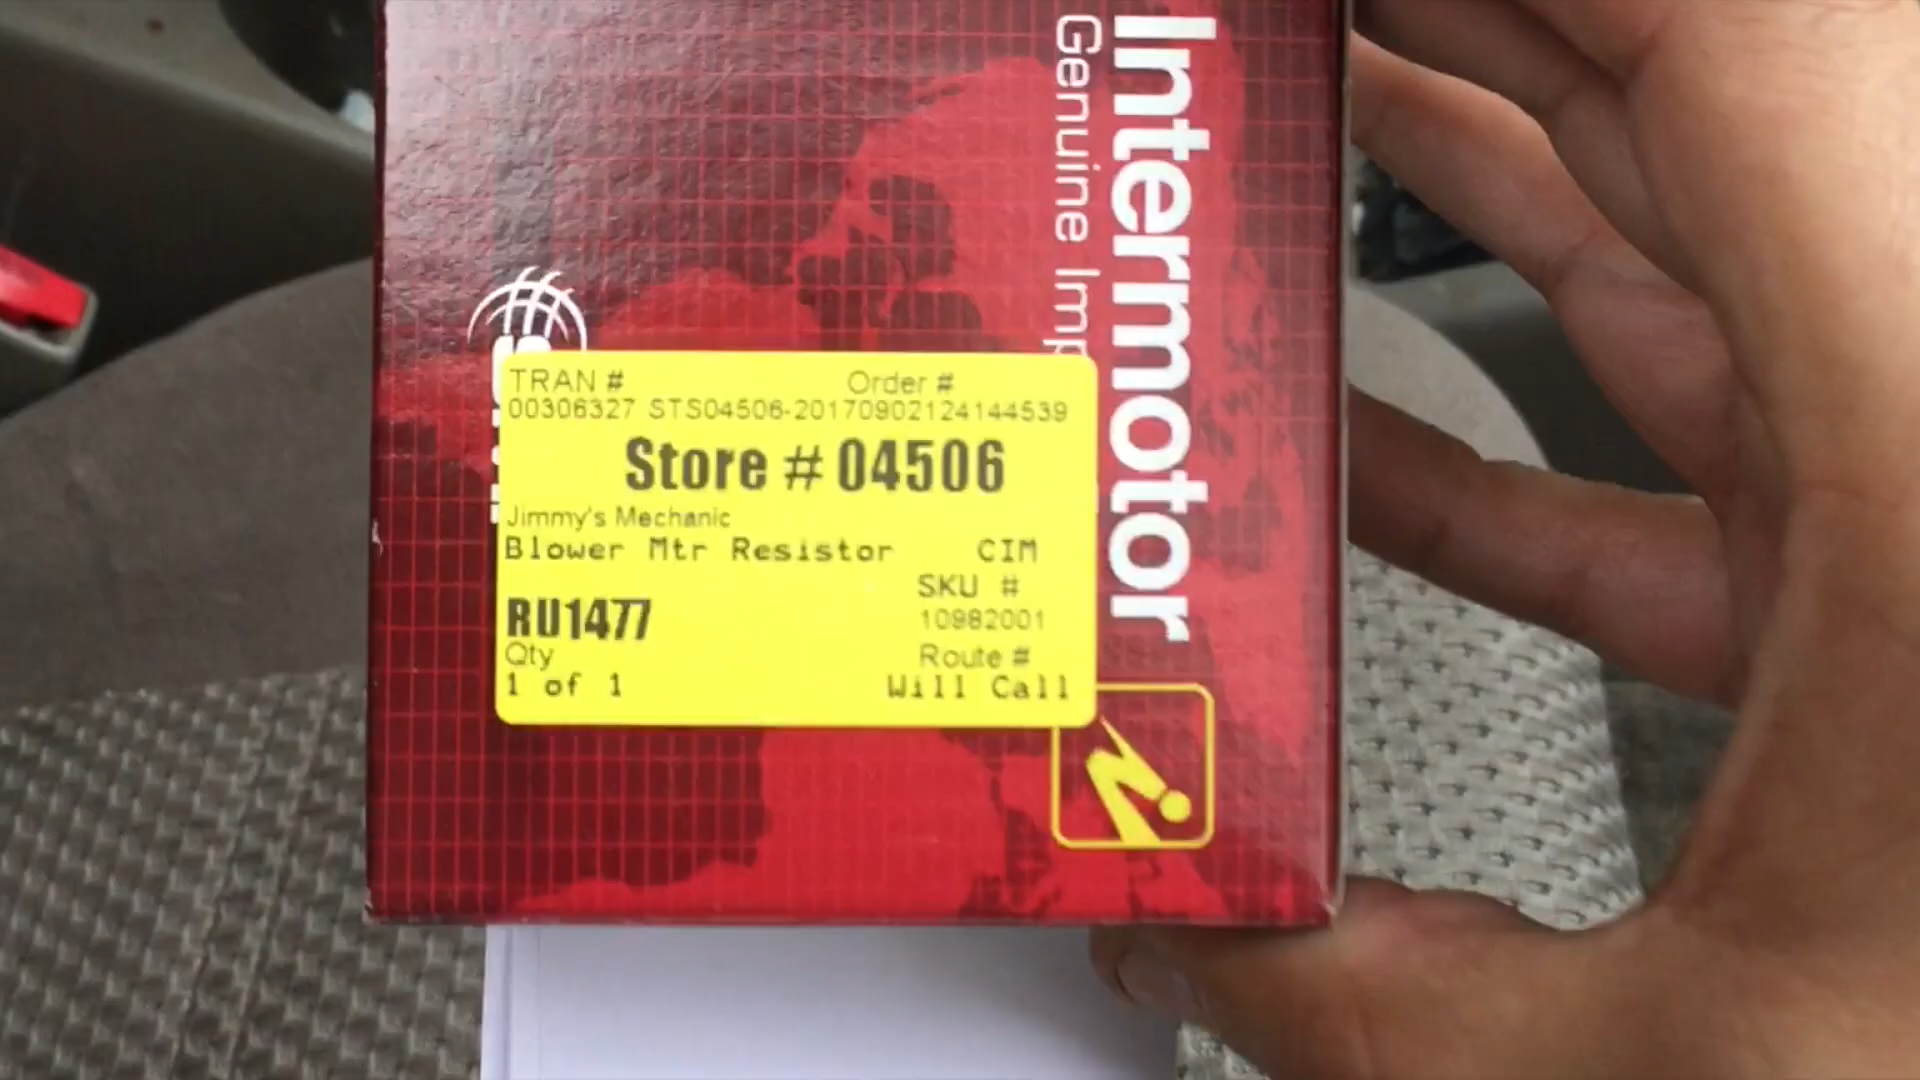 Intermotor
Genuine Imp
TRAN # Order #
00306327 STS04506-20170902124144539
Store # 04506
Jimmy's Mechanic
Blower Mtr Resistor CIM
SKU #
RU1477 10982001
Qty Route #
1 of 1 Will Call